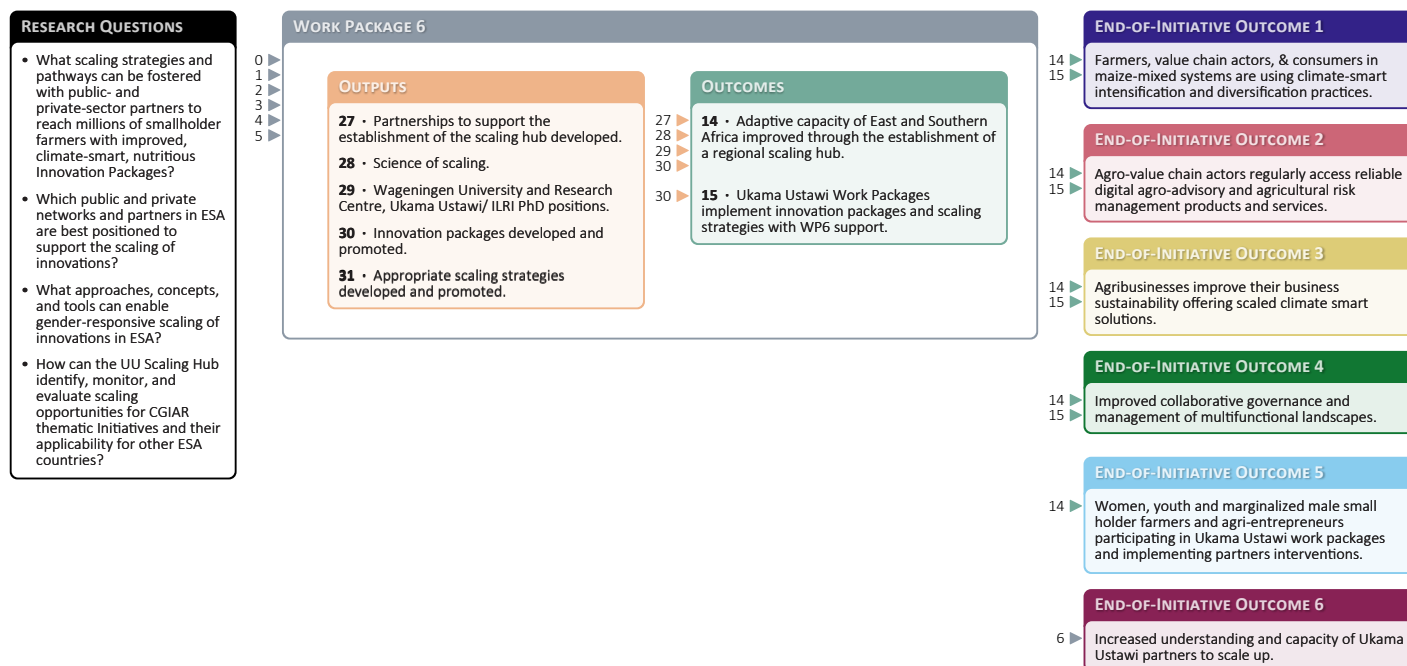 RESEARCH QUESTIONS
• What scaling strategies and
pathways can be fostered
with public- and
private-sector partners to
reach millions of smallholder
farmers with improved,
climate-smart, nutritious
Innovation Packages?
• Which public and private
networks and partners in ESA
are best positioned to
support the scaling of
innovations?
• What approaches, concepts,
and tools can enable
gender-responsive scaling of
innovations in ESA?
• How can the UU Scaling Hub
identify, monitor, and
evaluate scaling
opportunities for CGIAR
thematic Initiatives and their
applicability for other ESA
countries?
WORK PACKAGE 6
0
1
2
3
4
5
OUTPUTS
27 · Partnerships to support the
establishment of the scaling hub developed.
28 · Science of scaling.
29 · Wageningen University and Research
Centre, Ukama Ustawi/ ILRI PhD positions.
30 · Innovation packages developed and
promoted.
31 · Appropriate scaling strategies
developed and promoted.
OUTCOMES
27
28
29
30
14 · Adaptive capacity of East and Southern
Africa improved through the establishment of
a regional scaling hub.
30
15 · Ukama Ustawi Work Packages
implement innovation packages and scaling
strategies with WP6 support.
END-OF-INITIATIVE OUTCOME 1
14
15
Farmers, value chain actors, & consumers in
maize-mixed systems are using climate-smart
intensification and diversification practices.
END-OF-INITIATIVE OUTCOME 2
14
15
Agro-value chain actors regularly access reliable
digital agro-advisory and agricultural risk
management products and services.
END-OF-INITIATIVE OUTCOME 3
14
15
Agribusinesses improve their business
sustainability offering scaled climate smart
solutions.
END-OF-INITIATIVE OUTCOME 4
14
15
Improved collaborative governance and
management of multifunctional landscapes.
END-OF-INITIATIVE OUTCOME 5
14
Women, youth and marginalized male small
holder farmers and agri-entrepreneurs
participating in Ukama Ustawi work packages
and implementing partners interventions.
END-OF-INITIATIVE OUTCOME 6
6
Increased understanding and capacity of Ukama
Ustawi partners to scale up.